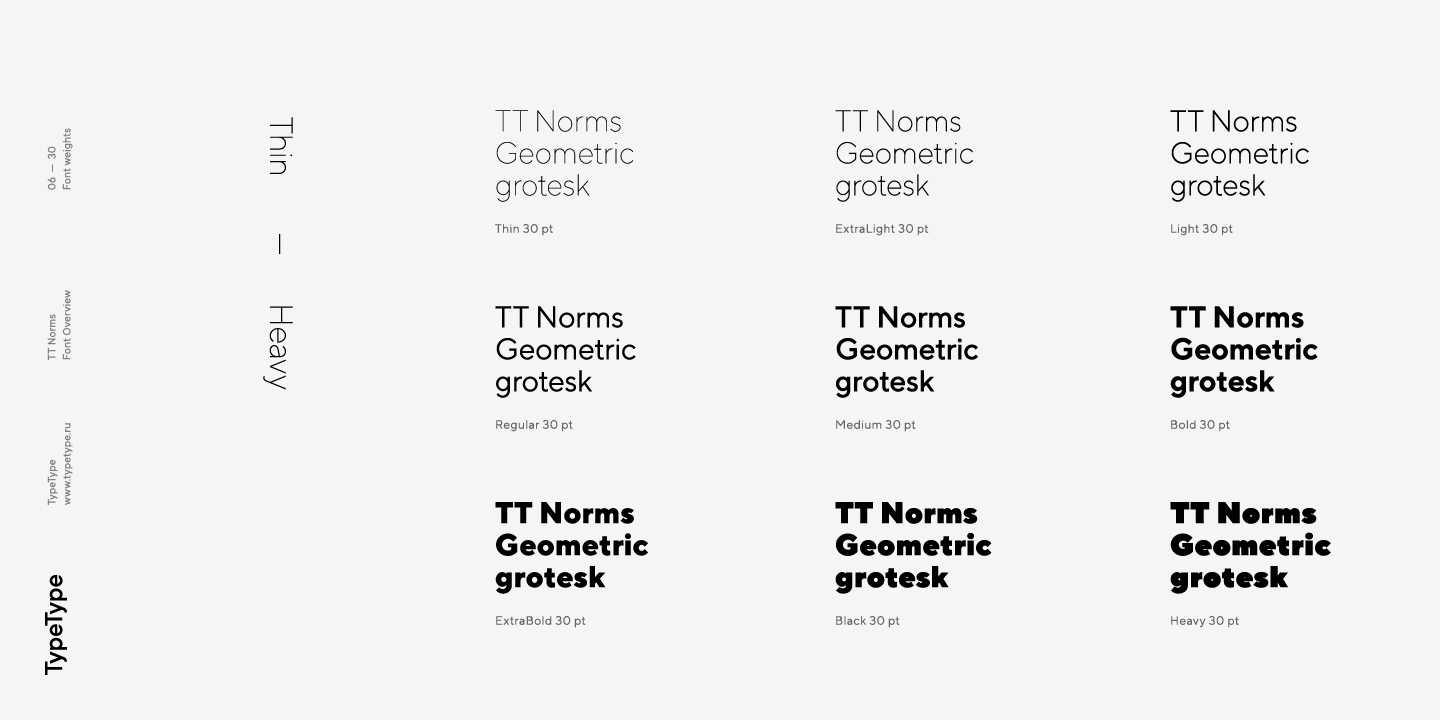 06 — 30
Font weights
TT Norms
Font Overview
TypeType
www.typetype.ru
TypeType
Thin — Heavy
TT Norms
Geometric
grotesk
Thin 30 pt
TT Norms
Geometric
grotesk
ExtraLight 30 pt
TT Norms
Geometric
grotesk
Light 30 pt
TT Norms
Geometric
grotesk
Regular 30 pt
TT Norms
Geometric
grotesk
Medium 30 pt
TT Norms
Geometric
grotesk
Bold 30 pt
TT Norms
Geometric
grotesk
ExtraBold 30 pt
TT Norms
Geometric
grotesk
Black 30 pt
TT Norms
Geometric
grotesk
Heavy 30 pt